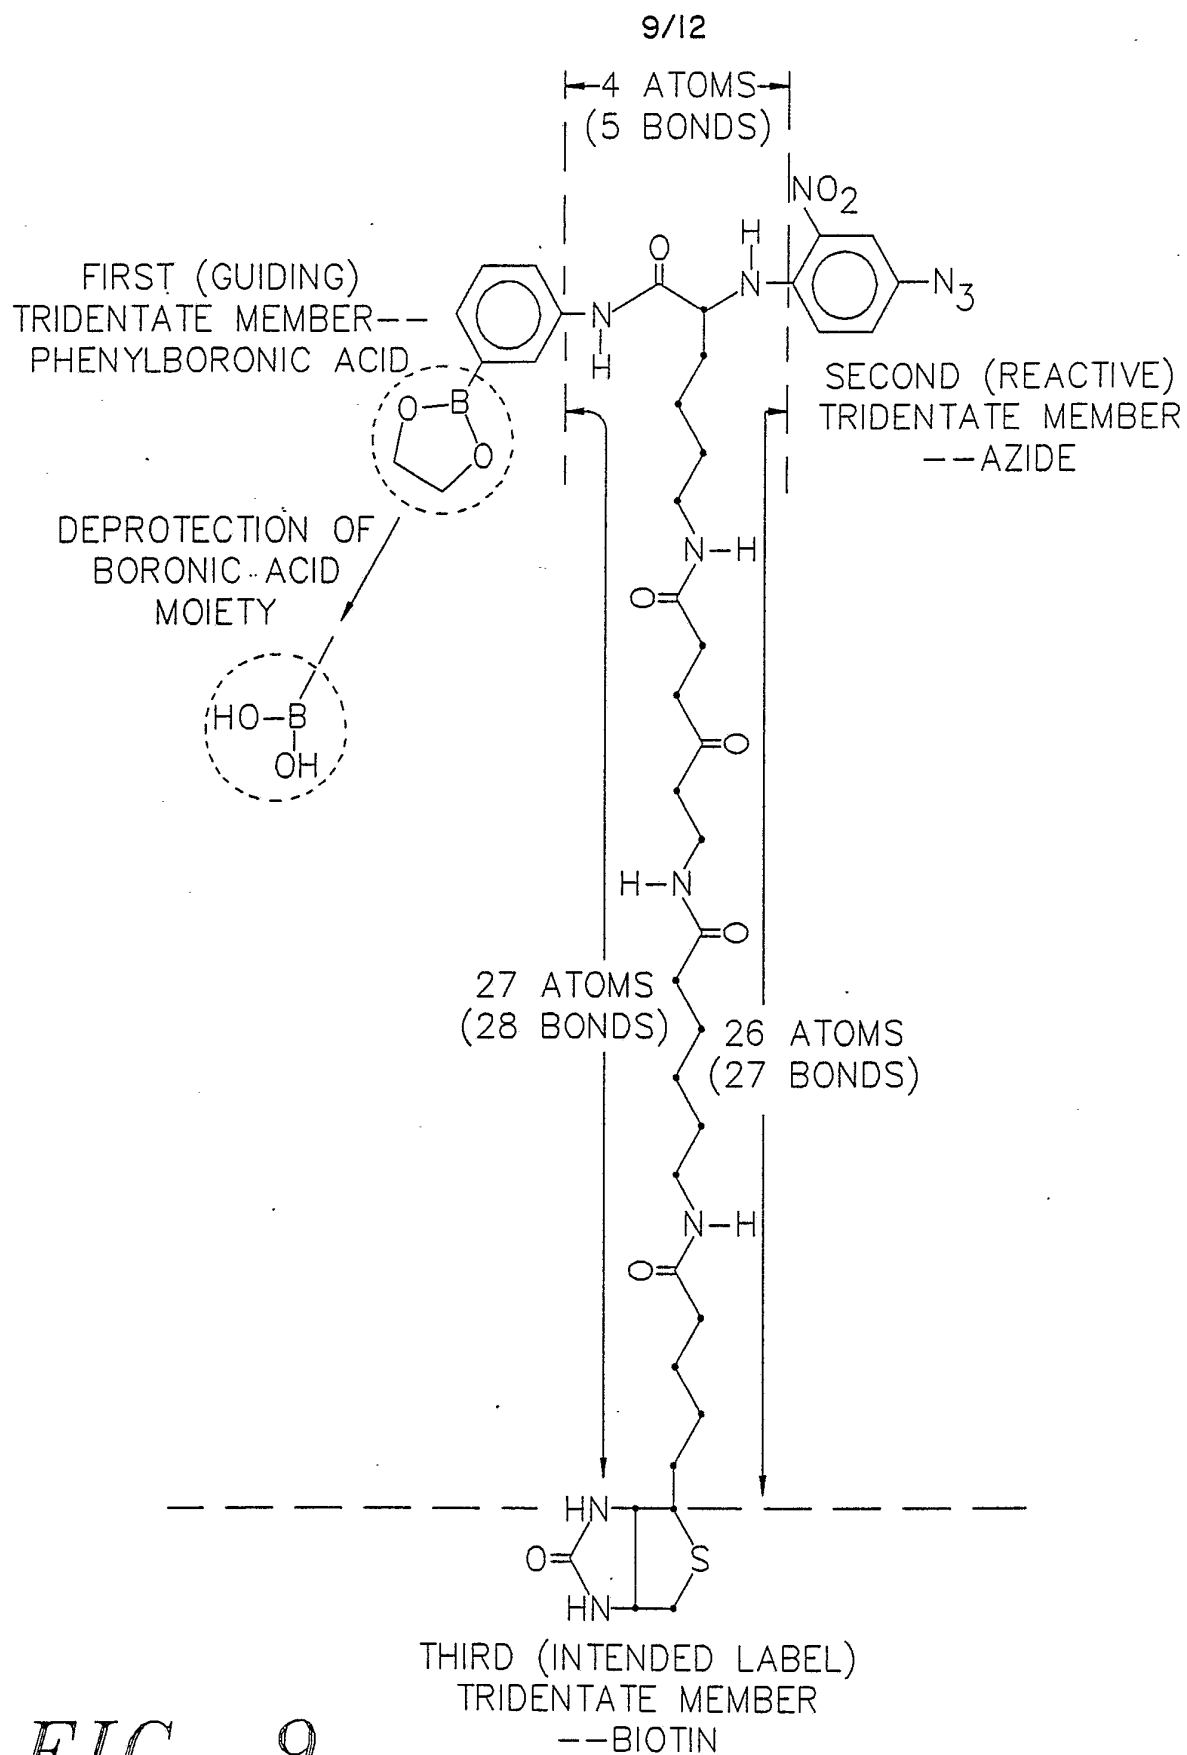 9/12
4 ATOMS
(5 BONDS)
NO2
H
O
N
H
N
N3
FIRST (GUIDING)
TRIDENTATE MEMBER--
PHENYLBORONIC ACID
SECOND (REACTIVE)
TRIDENTATE MEMBER
--AZIDE
O
B
O
DEPROTECTION OF
BORONIC ACID
MOIETY
HO-B
OH
N-H
O
O
H-N
O
27 ATOMS
(28 BONDS)
26 ATOMS
(27 BONDS)
N-H
O
HN
O
S
HN
THIRD (INTENDED LABEL)
TRIDENTATE MEMBER
--BIOTIN
FIG. 9